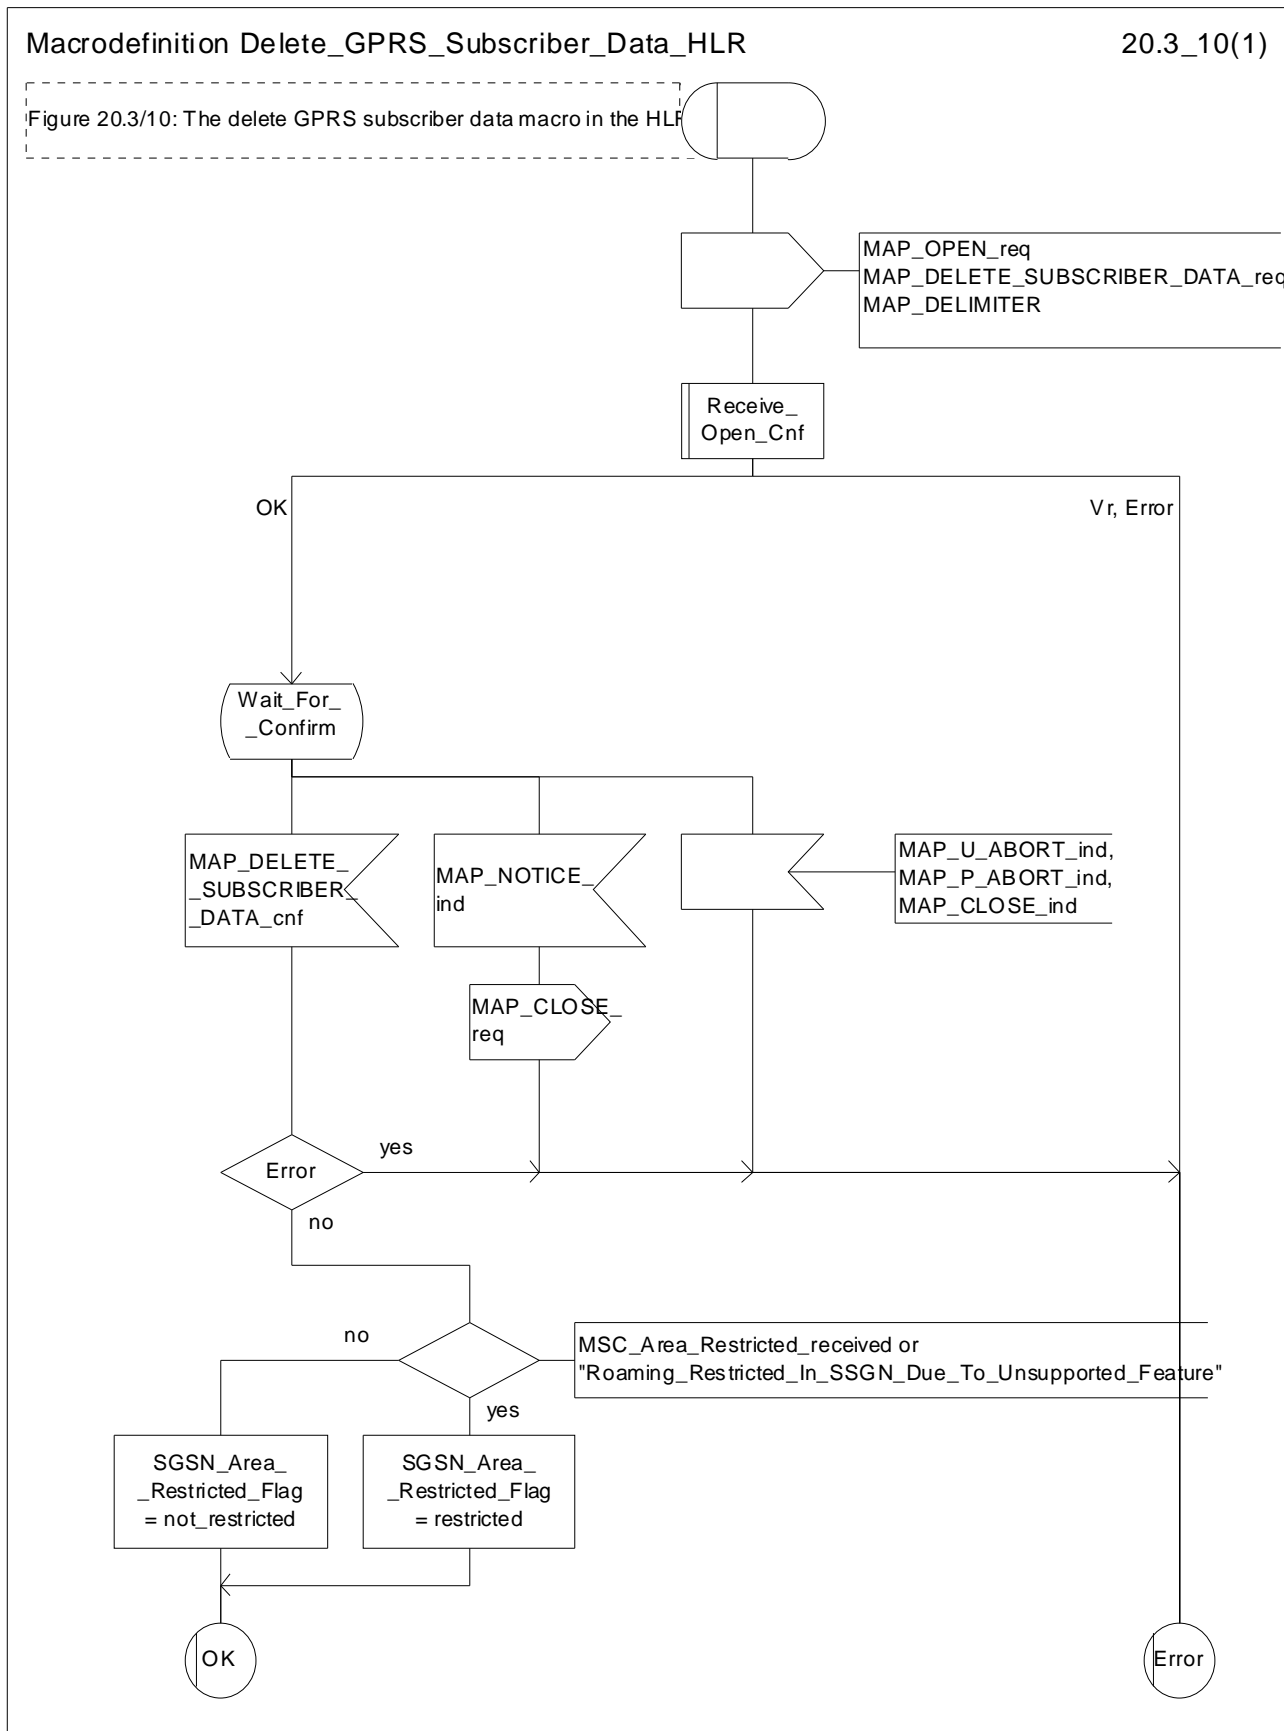 Macrodefinition Delete_GPRS_Subscriber_Data_HLR
20.3_10(1)
Figure 20.3/10: The delete GPRS subscriber data macro in the HLR
MAP_OPEN_req
MAP_DELETE_SUBSCRIBER_DATA_req
MAP_DELIMITER
Receive_
Open_Cnf
OK
Vr, Error
Wait_For_
_Confirm
MAP_DELETE_
_SUBSCRIBER_
_DATA_cnf
MAP_NOTICE_
ind
MAP_U_ABORT_ind,
MAP_P_ABORT_ind,
MAP_CLOSE_ind
MAP_CLOSE_
req
Error
yes
no
no
MSC_Area_Restricted_received or
"Roaming_Restricted_In_SSGN_Due_To_Unsupported_Feature"
yes
SGSN_Area_
_Restricted_Flag
= not_restricted
SGSN_Area_
_Restricted_Flag
= restricted
OK
Error